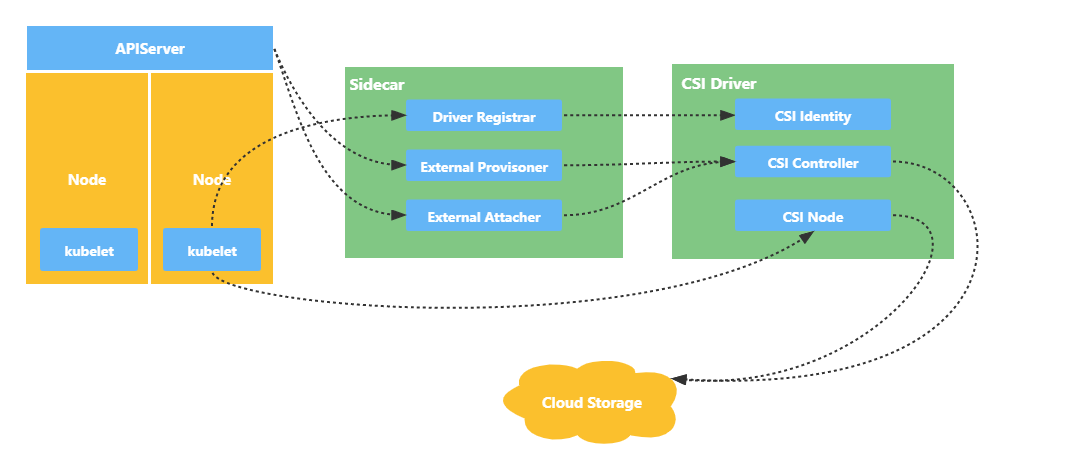 APIServer
Node
Node
kubelet
kubelet
Sidecar
Driver Registrar
External Provisoner
External Attacher
CSI Driver
CSI Identity
CSI Controller
CSI Node
Cloud Storage